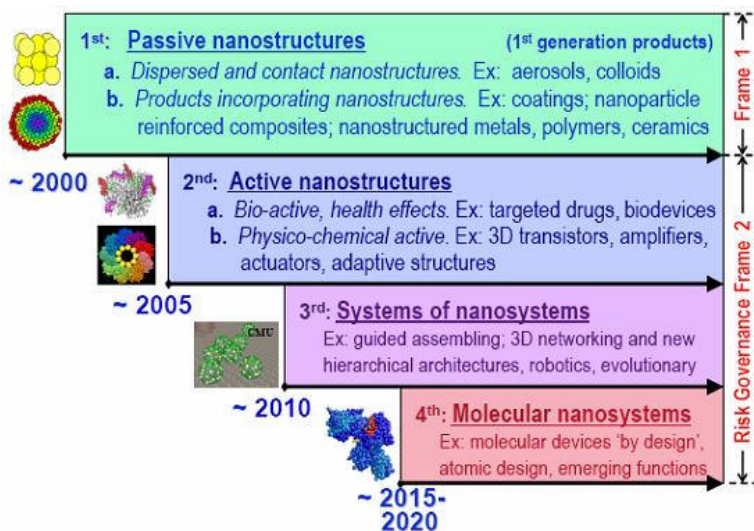 1st: Passive nanostructures (1st generation products)
a. Dispersed and contact nanostructures. Ex: aerosols, colloids
b. Products incorporating nanostructures. Ex: coatings; nanoparticle
reinforced composites; nanostructured metals, polymers, ceramics
~ 2000
2nd: Active nanostructures
a. Bio-active, health effects. Ex: targeted drugs, biodevices
b. Physico-chemical active. Ex: 3D transistors, amplifiers,
actuators, adaptive structures
~ 2005
CMU
3rd: Systems of nanosystems
Ex: guided assembling; 3D networking and new
hierarchical architectures, robotics, evolutionary
~ 2010
4th: Molecular nanosystems
Ex: molecular devices 'by design',
atomic design, emerging functions
~ 2015-
2020
Frame 1
Risk Governance Frame 2